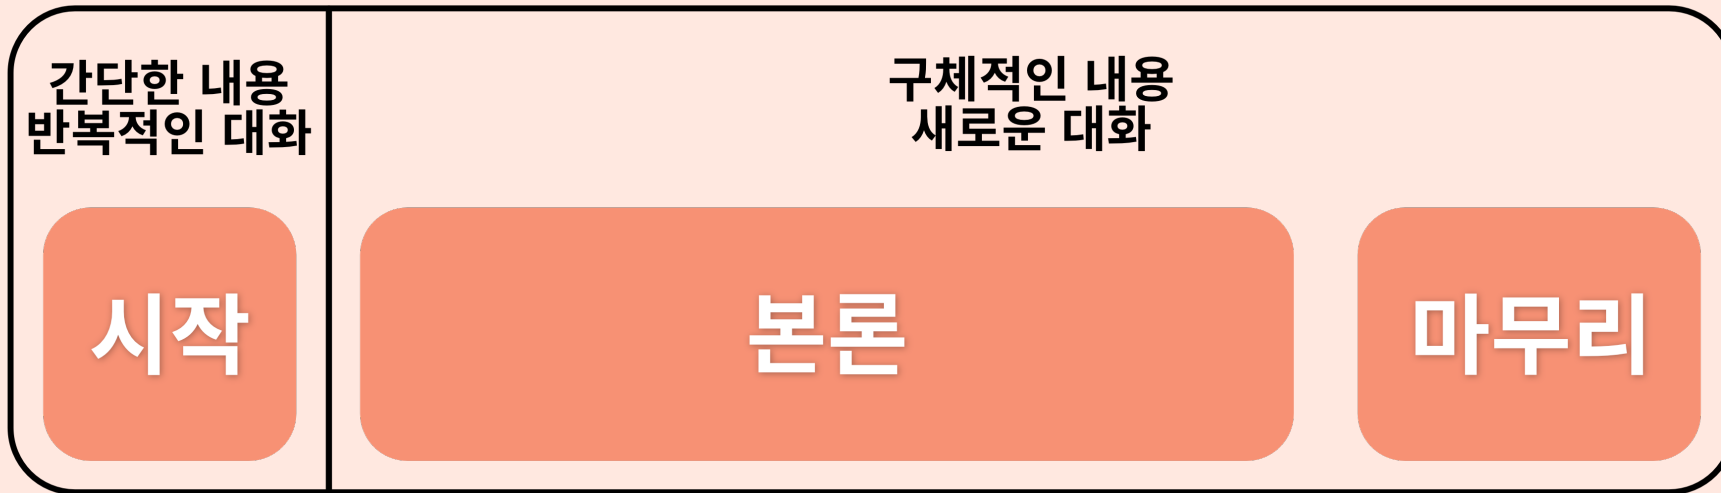 간단한 내용
반복적인 대화
구체적인 내용
새로운 대화
시작
본론
마무리